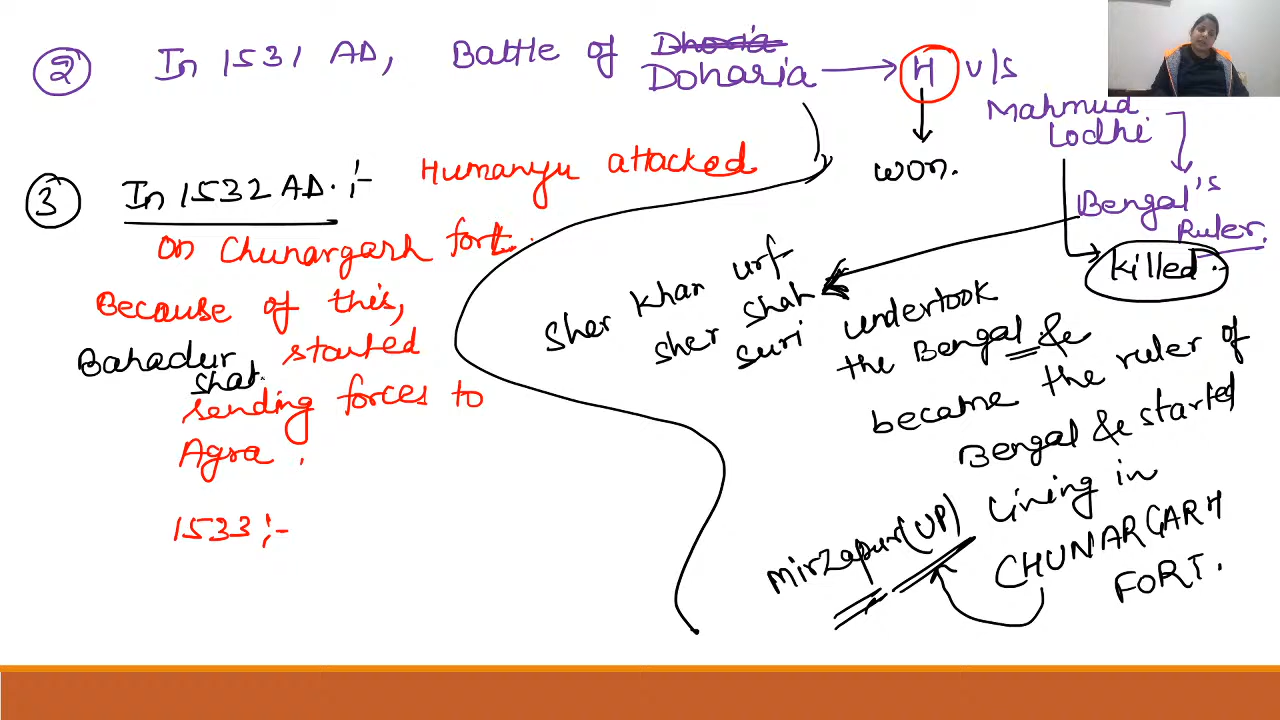 2 In 1531 AD, Battle of Dhoria
Doharia → H v/s
Mahmud
Lodhi
won.
Bengal's
Ruler.
killed.
3 In 1532 AD. :- Humanyu attacked
on Chunargarh fort.
Because of this,
Bahadur started
shah
sending forces to
Agra.
1533 :-
Sher Khan urf
Sher Shah
Suri undertook
the Bengal &
became the ruler of
Bengal & started
Lining in
CHUNARGARH
FORT.
Mirzapur (UP)